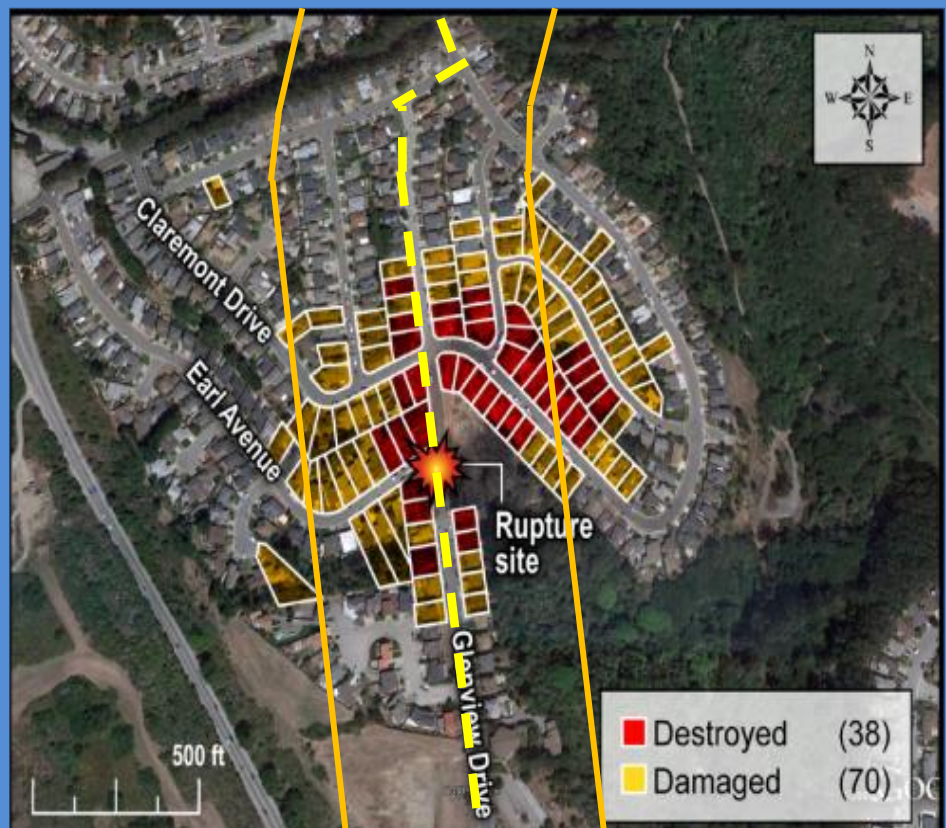 N
W E
S
Claremont Drive
Earl Avenue
Rupture
site
Glenview Drive
500 ft
Destroyed (38)
Damaged (70)